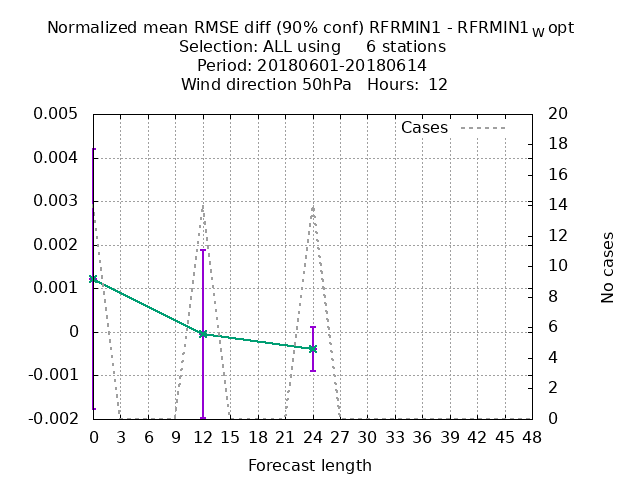 Normalized mean RMSE diff (90% conf) RFRMIN1 - RFRMIN1W opt
Selection: ALL using 6 stations
Period: 20180601-20180614
Wind direction 50hPa Hours: 12
Cases
0.005
0.004
0.003
0.002
0.001
0
-0.001
-0.002
20
18
16
14
12
10
8
6
4
2
0
No cases
0 3 6 9 12 15 18 21 24 27 30 33 36 39 42 45 48
Forecast length